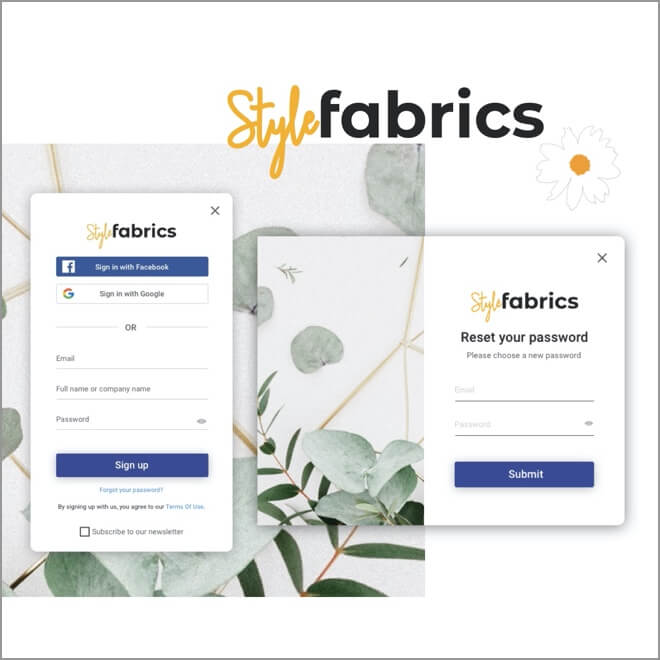 Stylefabrics
Stylefabrics
Sign in with Facebook
Sign in with Google
OR
Email
Full name or company name
Password
Sign up
Forgot your password?
By signing up with us, you agree to our Terms Of Use.
Subscribe to our newsletter
Stylefabrics
Reset your password
Please choose a new password
Email
Password
Submit